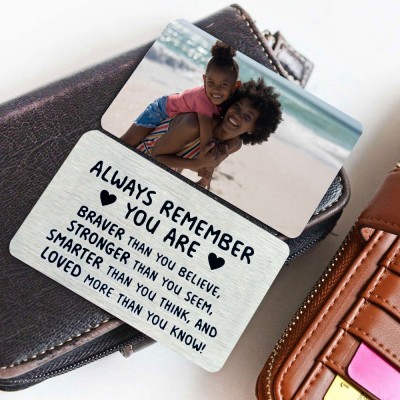 ALWAYS REMEMBER
♥ YOU ARE ♥
BRAVER THAN YOU BELIEVE,
STRONGER THAN YOU SEEM,
SMARTER THAN YOU THINK, AND
LOVED MORE THAN YOU KNOW!